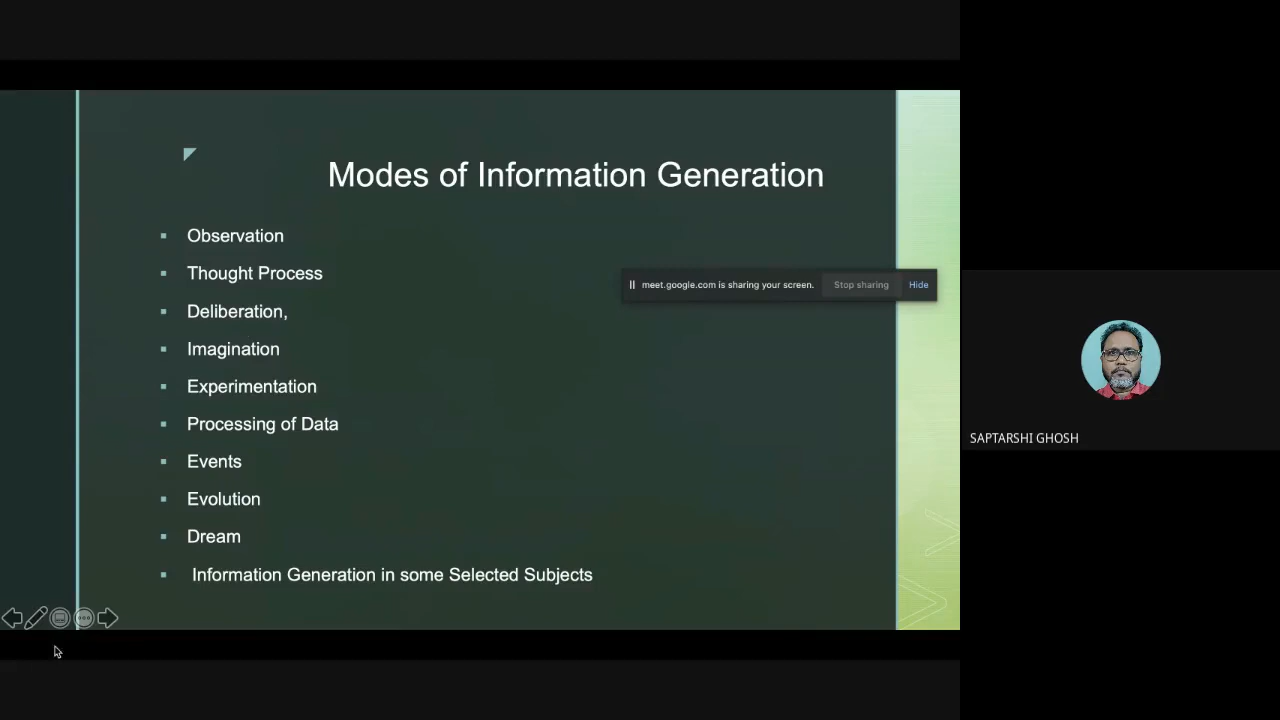 Modes of Information Generation
Observation
Thought Process
Deliberation,
Imagination
Experimentation
Processing of Data
Events
Evolution
Dream
Information Generation in some Selected Subjects
meet.google.com is sharing your screen. Stop sharing Hide
SAPTARSHI GHOSH